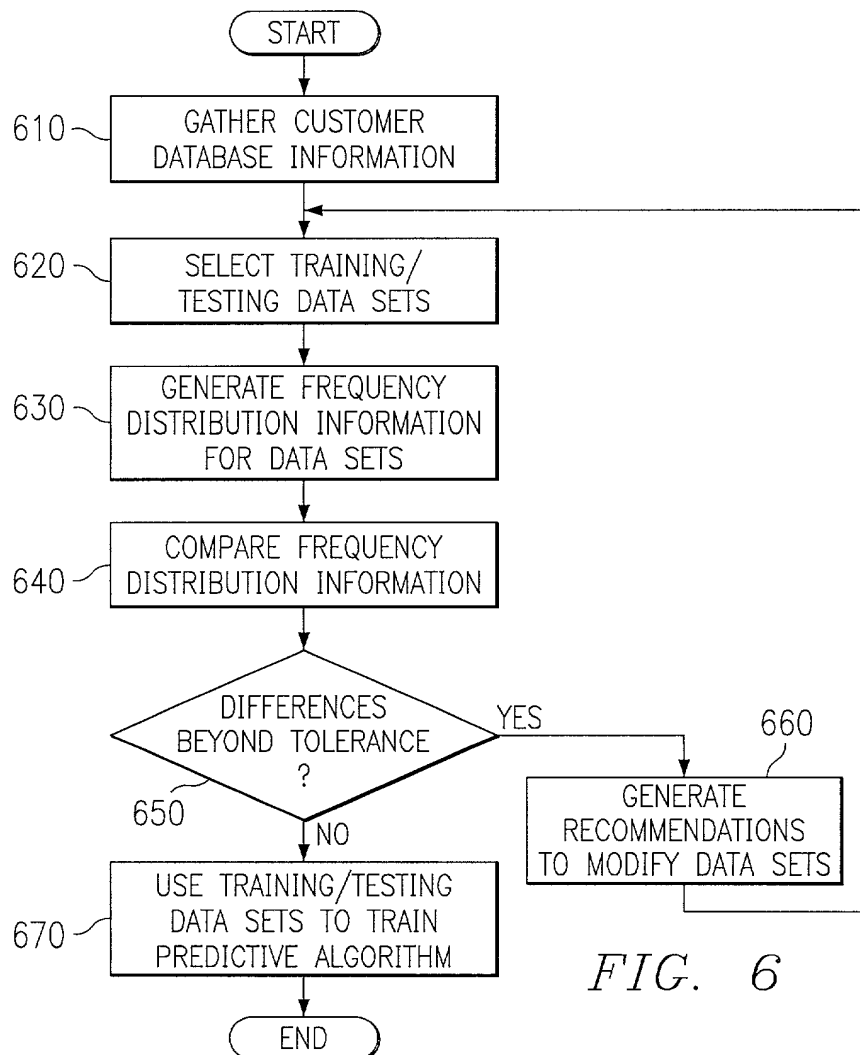 START
610
GATHER CUSTOMER
DATABASE INFORMATION
620
SELECT TRAINING/
TESTING DATA SETS
630
GENERATE FREQUENCY
DISTRIBUTION INFORMATION
FOR DATA SETS
640
COMPARE FREQUENCY
DISTRIBUTION INFORMATION
DIFFERENCES
BEYOND TOLERANCE
?
650
YES
NO
660
GENERATE
RECOMMENDATIONS
TO MODIFY DATA SETS
670
USE TRAINING/TESTING
DATA SETS TO TRAIN
PREDICTIVE ALGORITHM
END
FIG. 6